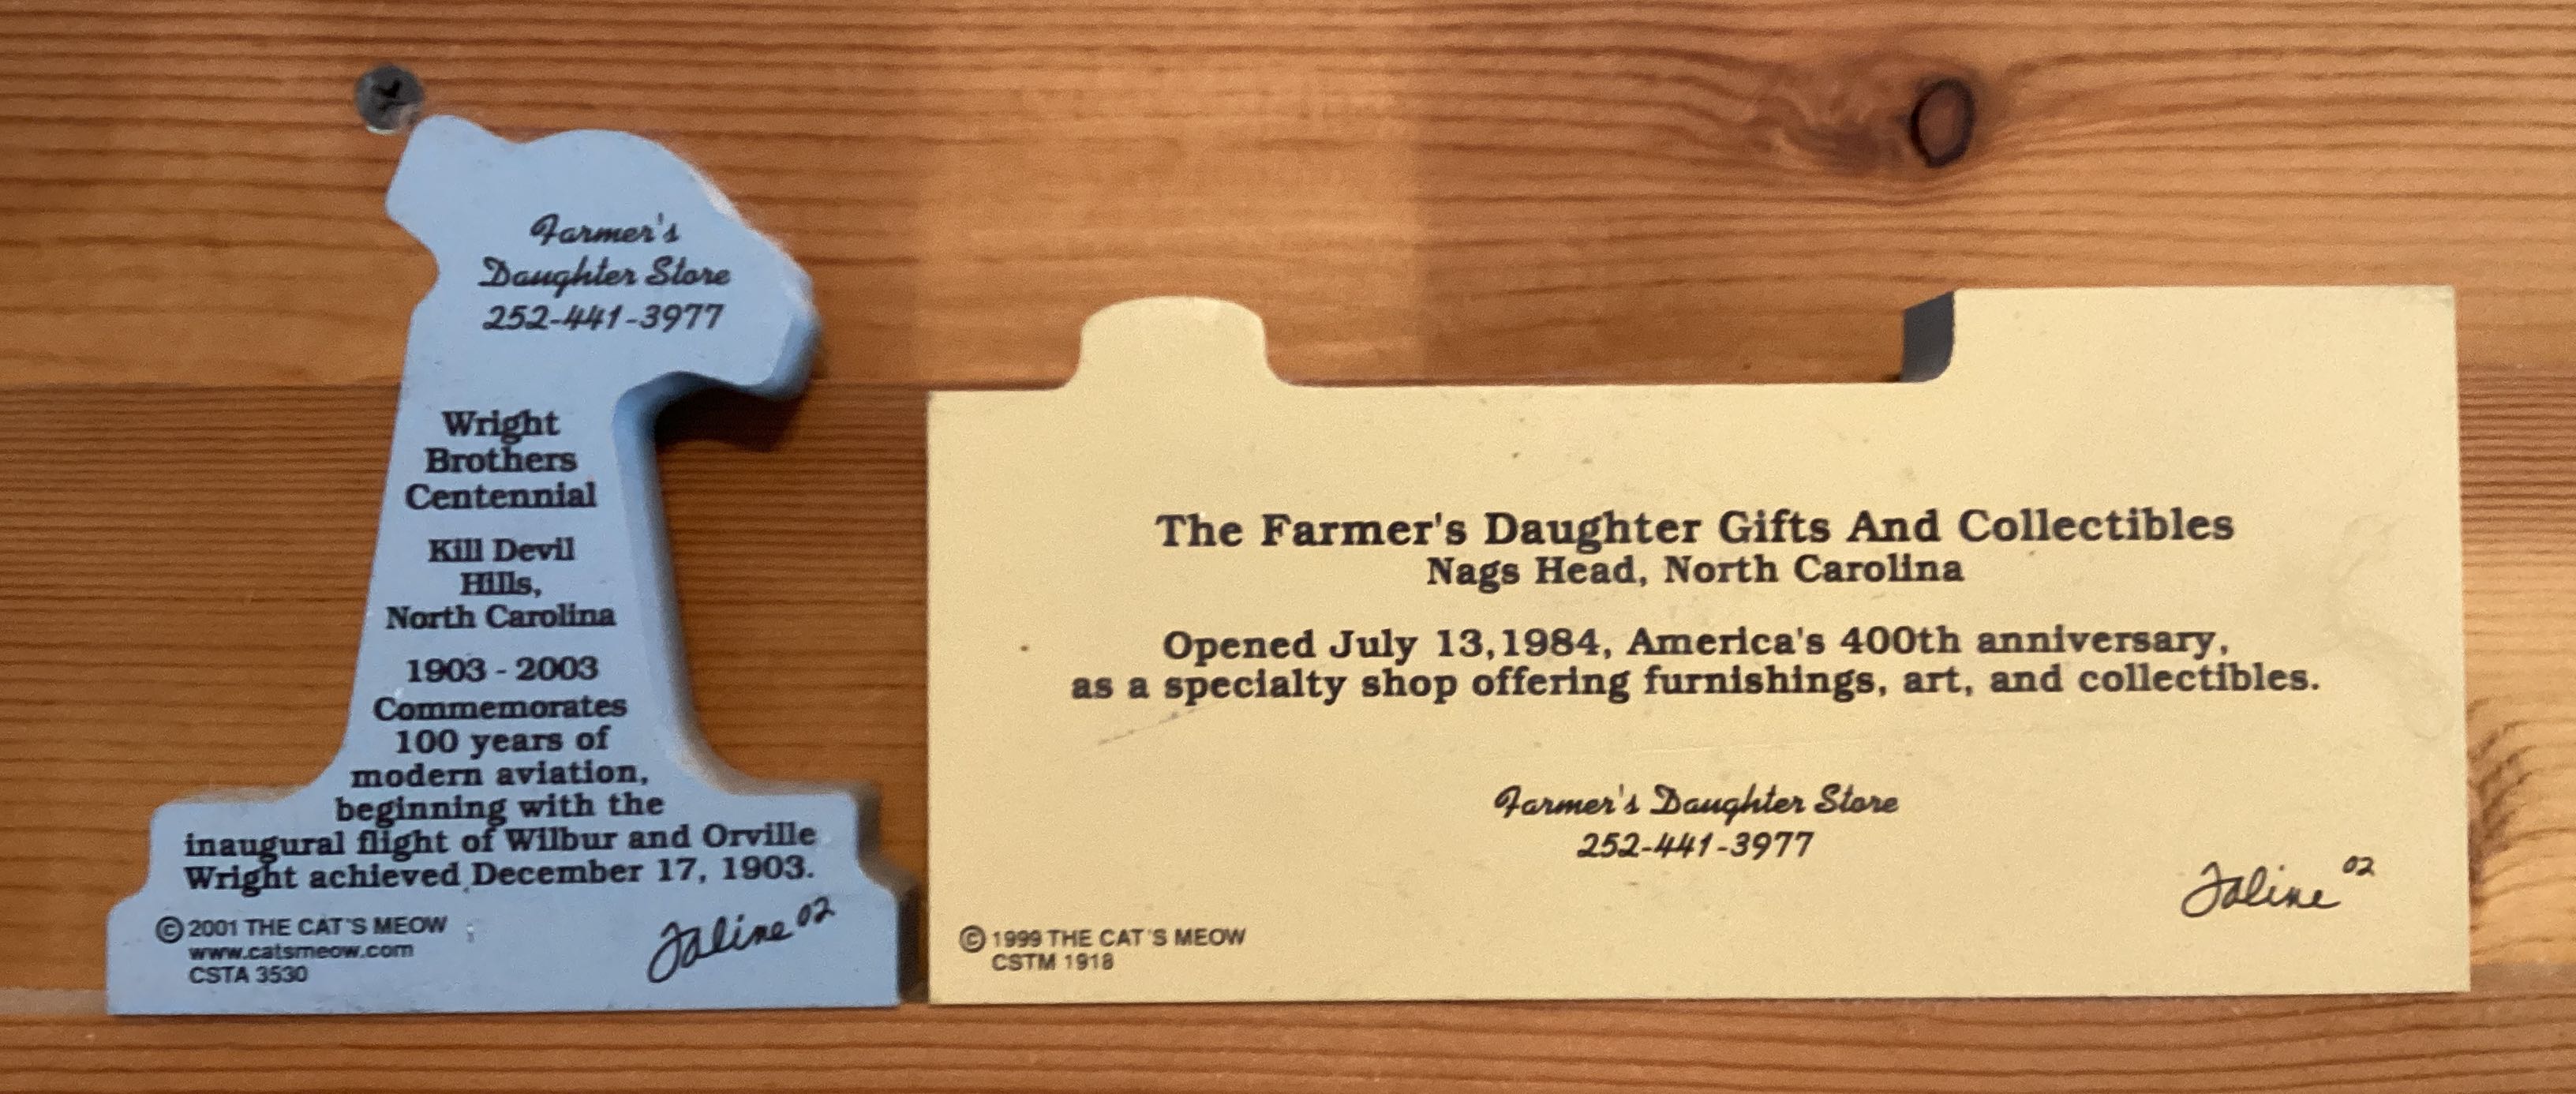 Farmer's
Daughter Store
252-441-3977
Wright
Brothers
Centennial
Kill Devil
Hills,
North Carolina
1903 - 2003
Commemorates
100 years of
modern aviation,
beginning with the
inaugural flight of Wilbur and Orville
Wright achieved December 17, 1903.
© 2001 THE CAT'S MEOW
www.catsmeow.com
CSTA 3530
Jaline 02
The Farmer's Daughter Gifts And Collectibles
Nags Head, North Carolina
Opened July 13,1984, America's 400th anniversary,
as a specialty shop offering furnishings, art, and collectibles.
Farmer's Daughter Store
252-441-3977
Jaline 02
© 1999 THE CAT'S MEOW
CSTM 1918